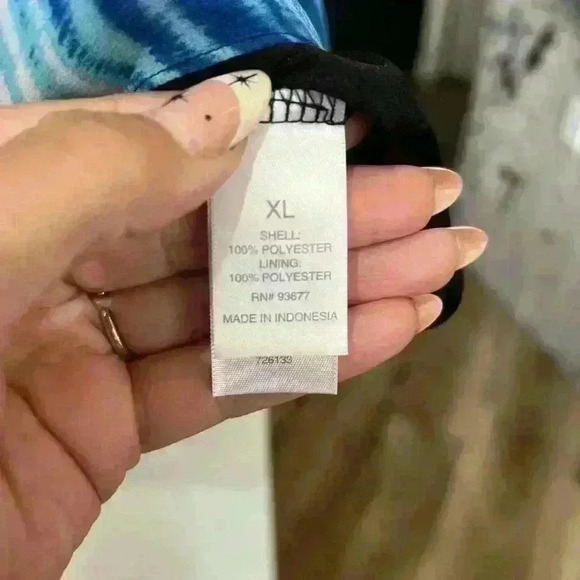 XL
SHELL:
100% POLYESTER
LINING:
100% POLYESTER
RN# 93677
MADE IN INDONESIA
726133